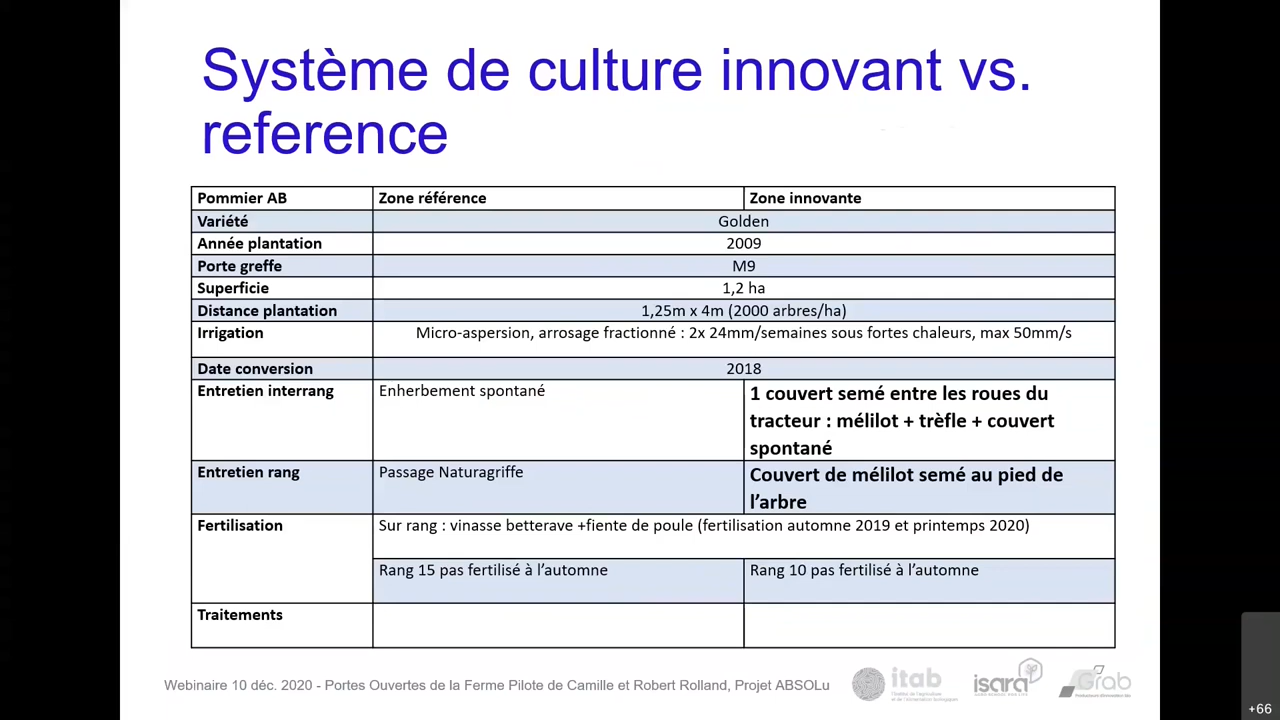 Système de culture innovant vs.
reference
Pommier AB Zone référence Zone innovante
Variété Golden
Année plantation 2009
Porte greffe M9
Superficie 1,2 ha
Distance plantation 1,25m x 4m (2000 arbres/ha)
Irrigation Micro-aspersion, arrosage fractionné : 2x 24mm/semaines sous fortes chaleurs, max 50mm/s
Date conversion 2018
Entretien interrang Enherbement spontané 1 couvert semé entre les roues du
tracteur : mélilot + trèfle + couvert
spontané
Entretien rang Passage Naturagriffe Couvert de mélilot semé au pied de
l’arbre
Fertilisation Sur rang : vinasse betterave +fiente de poule (fertilisation automne 2019 et printemps 2020)
Rang 15 pas fertilisé à l’automne Rang 10 pas fertilisé à l’automne
Traitements
Webinaire 10 déc. 2020 - Portes Ouvertes de la Ferme Pilote de Camille et Robert Rolland, Projet ABSOLu
itab
isara
Grab
+66